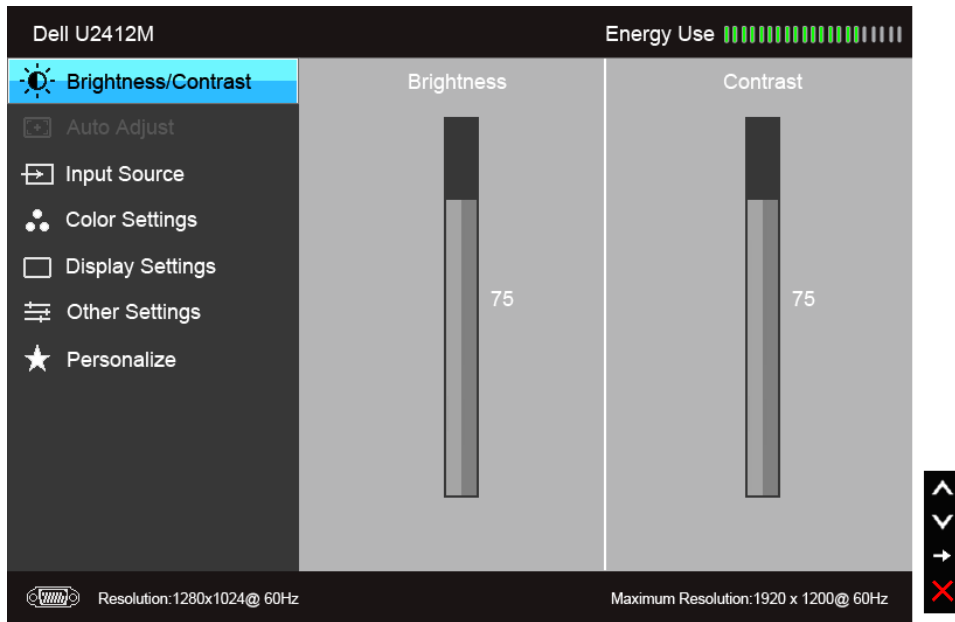 Dell U2412M
Energy Use
Brightness/Contrast
Brightness
Contrast
Auto Adjust
Input Source
Color Settings
Display Settings
75
75
Other Settings
Personalize
Resolution:1280x1024@ 60Hz
Maximum Resolution:1920 x 1200@ 60Hz